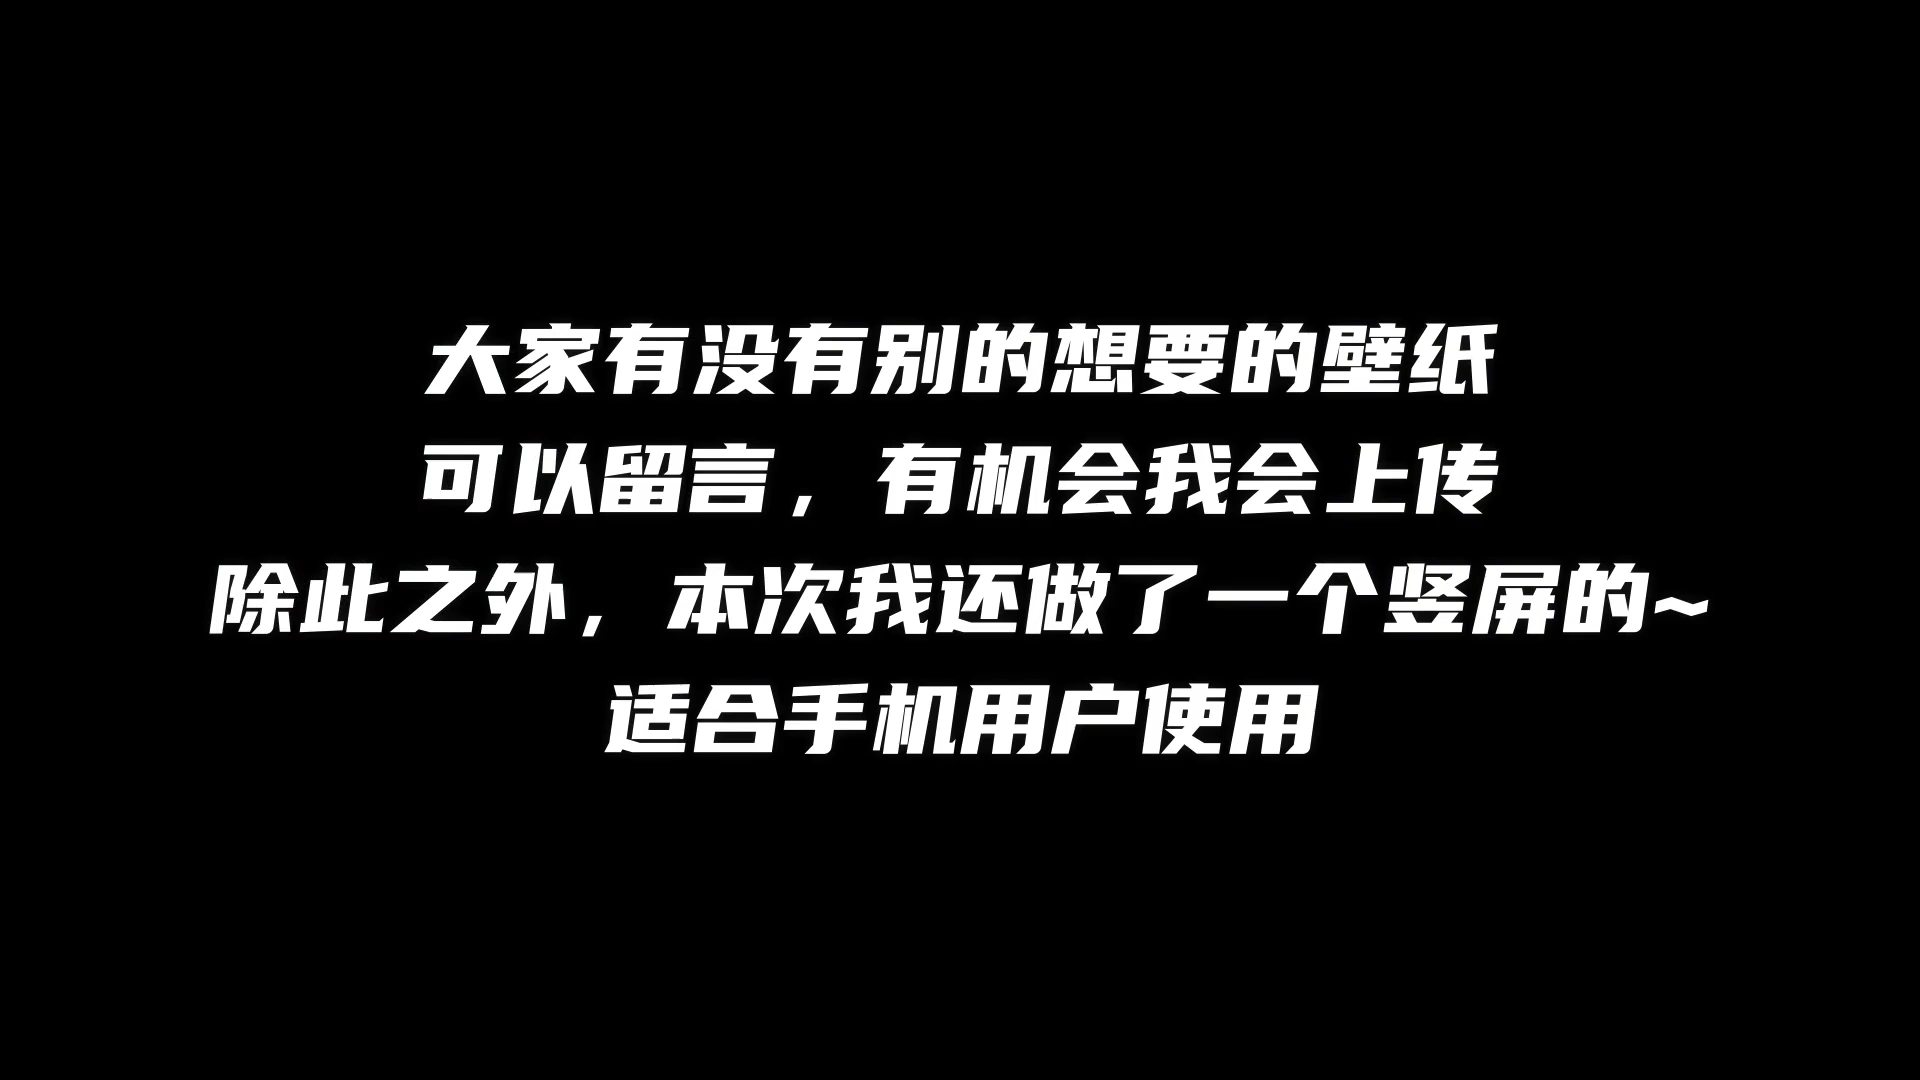 大家有没有别的想要的壁纸
可以留言，有机会我会上传
除此之外，本次我还做了一个竖屏的~
适合手机用户使用